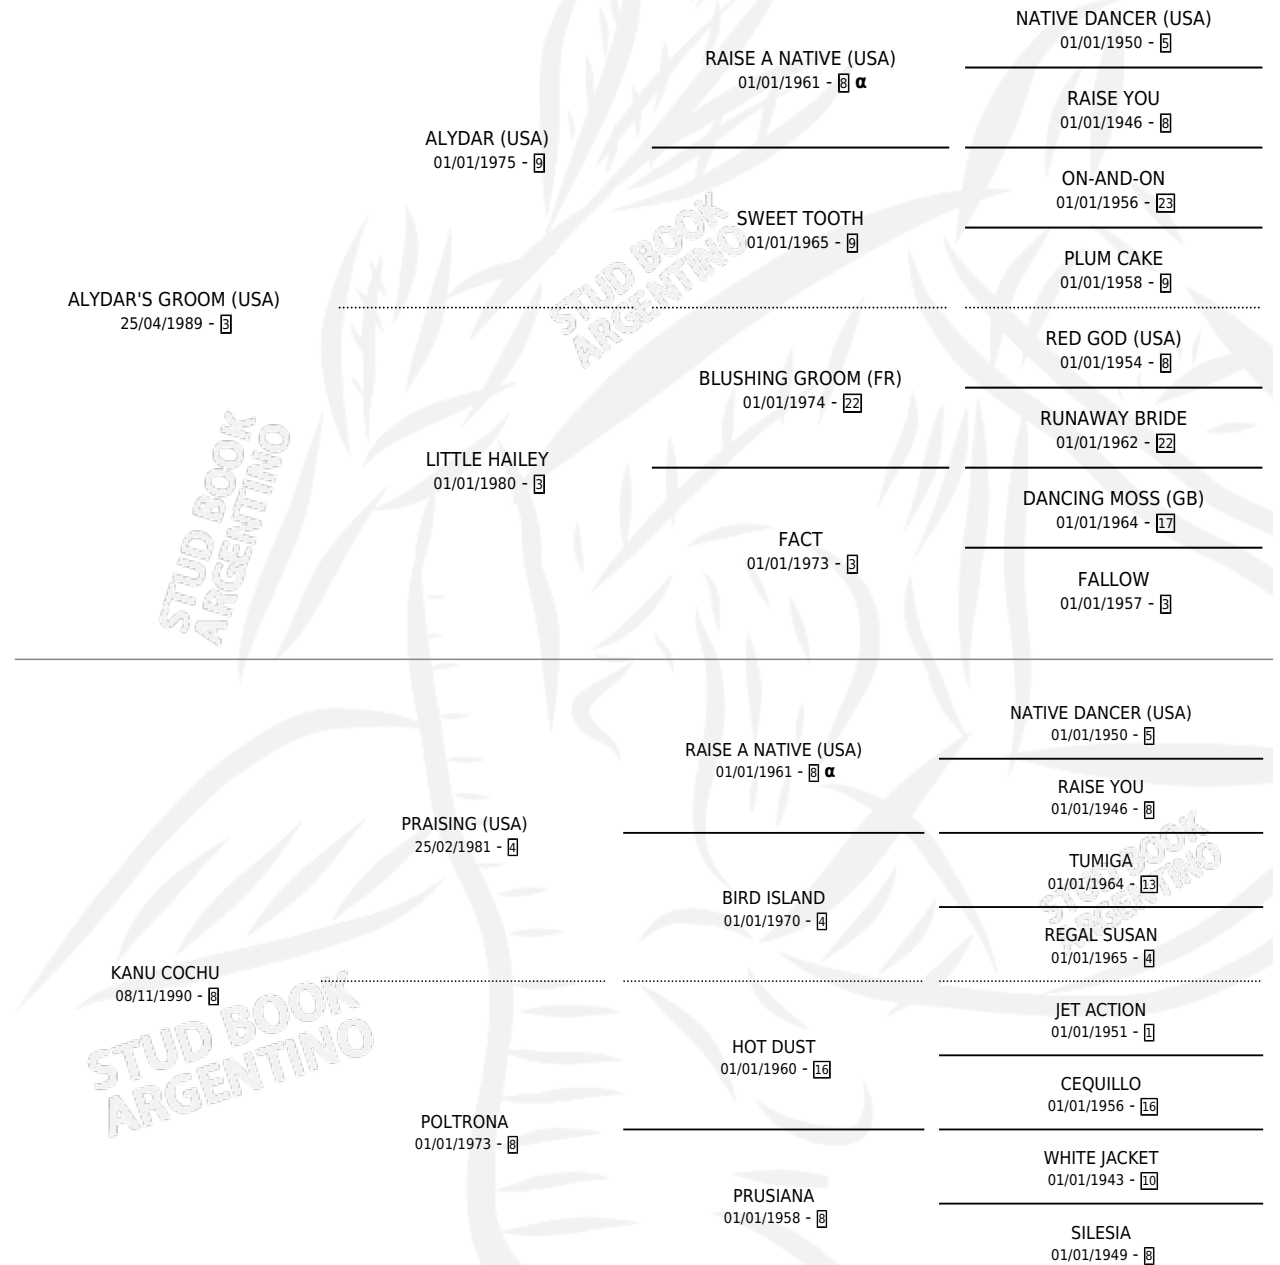 NATIVE DANCER (USA)
01/01/1950 - 5
RAISE A NATIVE (USA)
01/01/1961 - 8 α
RAISE YOU
01/01/1946 - 8
ALYDAR (USA)
01/01/1975 - 9
ON-AND-ON
01/01/1956 - 23
SWEET TOOTH
01/01/1965 - 9
PLUM CAKE
01/01/1958 - 9
ALYDAR'S GROOM (USA)
25/04/1989 - 3
RED GOD (USA)
01/01/1954 - 8
BLUSHING GROOM (FR)
01/01/1974 - 22
RUNAWAY BRIDE
01/01/1962 - 22
LITTLE HAILEY
01/01/1980 - 3
DANCING MOSS (GB)
01/01/1964 - 17
FACT
01/01/1973 - 3
FALLOW
01/01/1957 - 3
NATIVE DANCER (USA)
01/01/1950 - 5
RAISE A NATIVE (USA)
01/01/1961 - 8 α
RAISE YOU
01/01/1946 - 8
PRAISING (USA)
25/02/1981 - 4
TUMIGA
01/01/1964 - 13
BIRD ISLAND
01/01/1970 - 4
REGAL SUSAN
01/01/1965 - 4
KANU COCHU
08/11/1990 - 8
JET ACTION
01/01/1951 - 1
HOT DUST
01/01/1960 - 16
CEQUILLO
01/01/1956 - 16
POLTRONA
01/01/1973 - 8
WHITE JACKET
01/01/1943 - 10
PRUSIANA
01/01/1958 - 8
SILESIA
01/01/1949 - 8
STUD BOOK
ARGENTINO
STUD BOOK
ARGENTINO
STUD BOOK
ARGENTINO
STUD BOOK
ARGENTINO